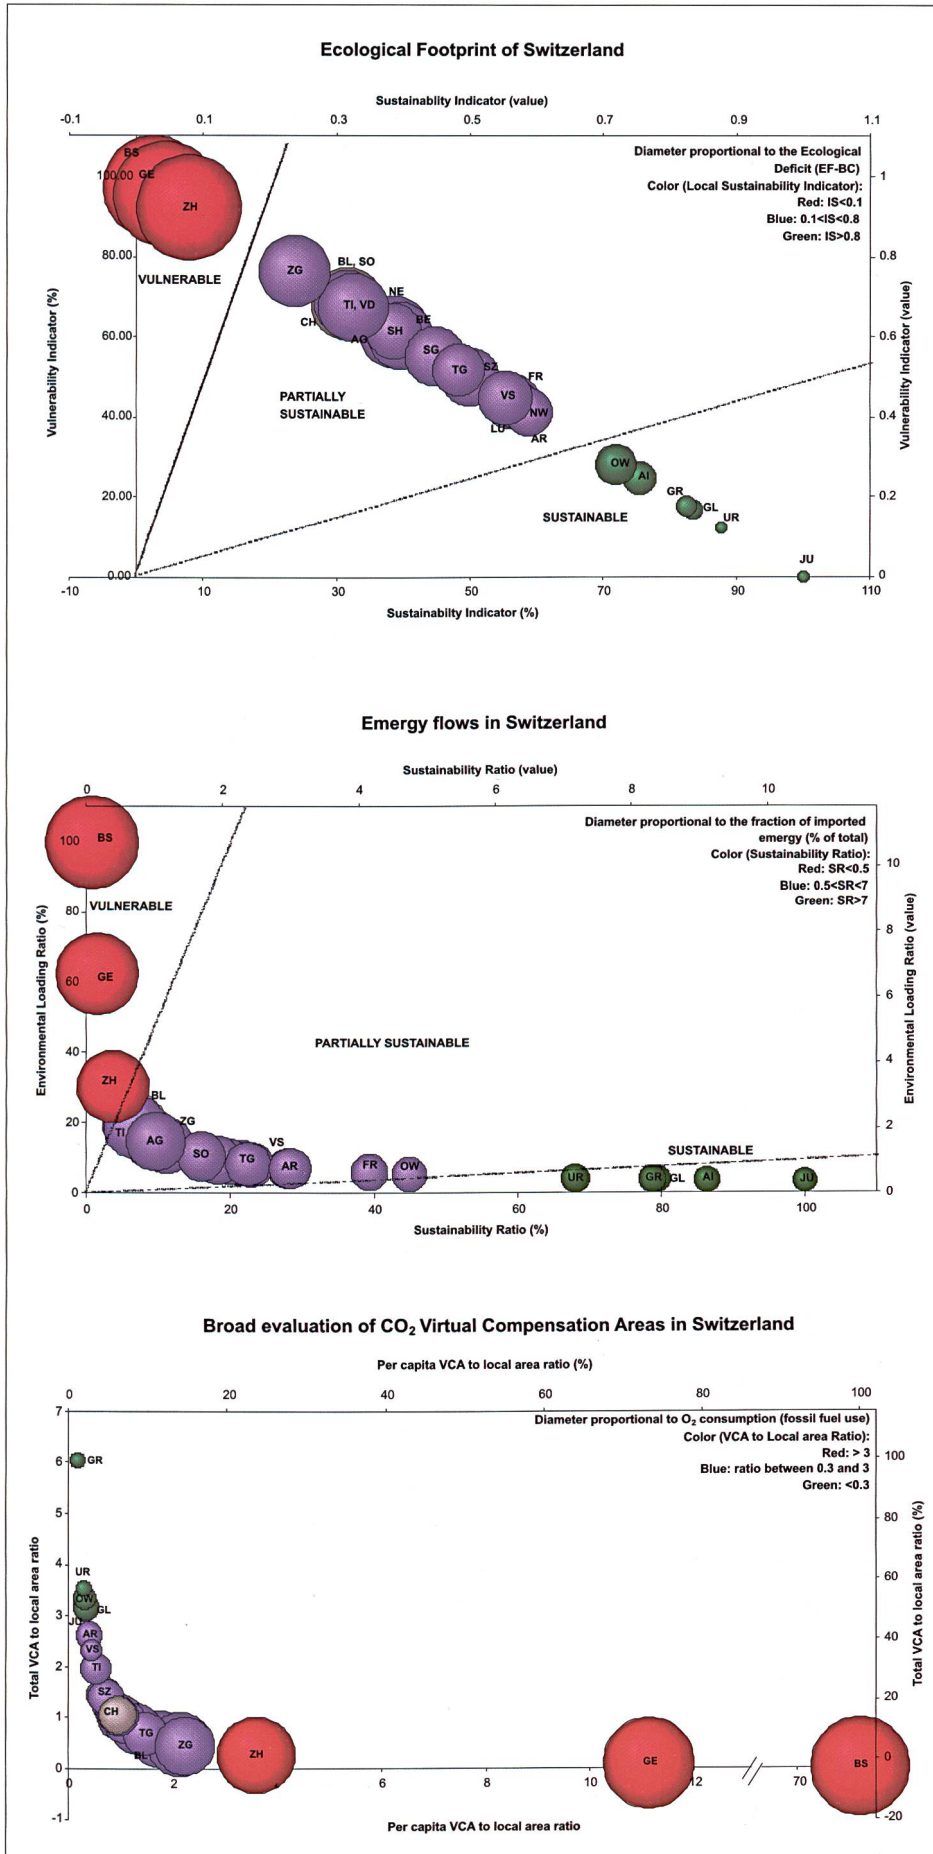 Ecological Footprint of Switzerland
Sustainablity Indicator (value)
-0.1 0.1 0.3 0.5 0.7 0.9 1.1
Diameter proportional to the Ecological
Deficit (EF-BC)
Color (Local Sustainability Indicator):
Red: IS<0.1
Blue: 0.1<IS<0.8
Green: IS>0.8
BS
100.00 GE 1
ZH
80.00 0.8
VULNERABLE
ZG
BL, SO
TI, VD
NE
CH
BE
SH
AG
60.00 0.6
SG
TG
SZ
PARTIALLY
SUSTAINABLE
FR
VS
NW
LU
AR
40.00 0.4
OW
AI
GR
GL
UR
20.00 0.2
SUSTAINABLE
JU
0.00 0
-10 10 30 50 70 90 110
Sustainabilty Indicator (%)
Vulnerability Indicator (%)
Vulnerability Indicator (value)
Emergy flows in Switzerland
Sustainability Ratio (value)
0 2 4 6 8 10
Diameter proportional to the fraction of imported
emergy (% of total)
Color (Sustainability Ratio):
Red: SR<0.5
Blue: 0.5<SR<7
Green: SR>7
100 BS 10
80 8
VULNERABLE
60 GE 6
PARTIALLY SUSTAINABLE
40 4
ZH
BL
20 2
TI
AG
ZG
SO
TG
VS
AR
FR
OW
SUSTAINABLE
UR
GR
GL
AI
JU
0 0
0 20 40 60 80 100
Sustainability Ratio (%)
Environmental Loading Ratio (%)
Environmental Loading Ratio (value)
Broad evaluation of CO₂ Virtual Compensation Areas in Switzerland
Per capita VCA to local area ratio (%)
0 20 40 60 80 100
Diameter proportional to O₂ consumption (fossil fuel use)
Color (VCA to Local area Ratio):
Red: > 3
Blue: ratio between 0.3 and 3
Green: <0.3
7
6 GR 100
5 80
4
UR 60
OW
GL
3
JU
AR 40
VS
2
TI
SZ 20
1
CH
TG
BL
ZG
ZH
GE
BS
0 0
-1 -20
0 2 4 6 8 10 12 70
Per capita VCA to local area ratio
Total VCA to local area ratio
Total VCA to local area ratio (%)